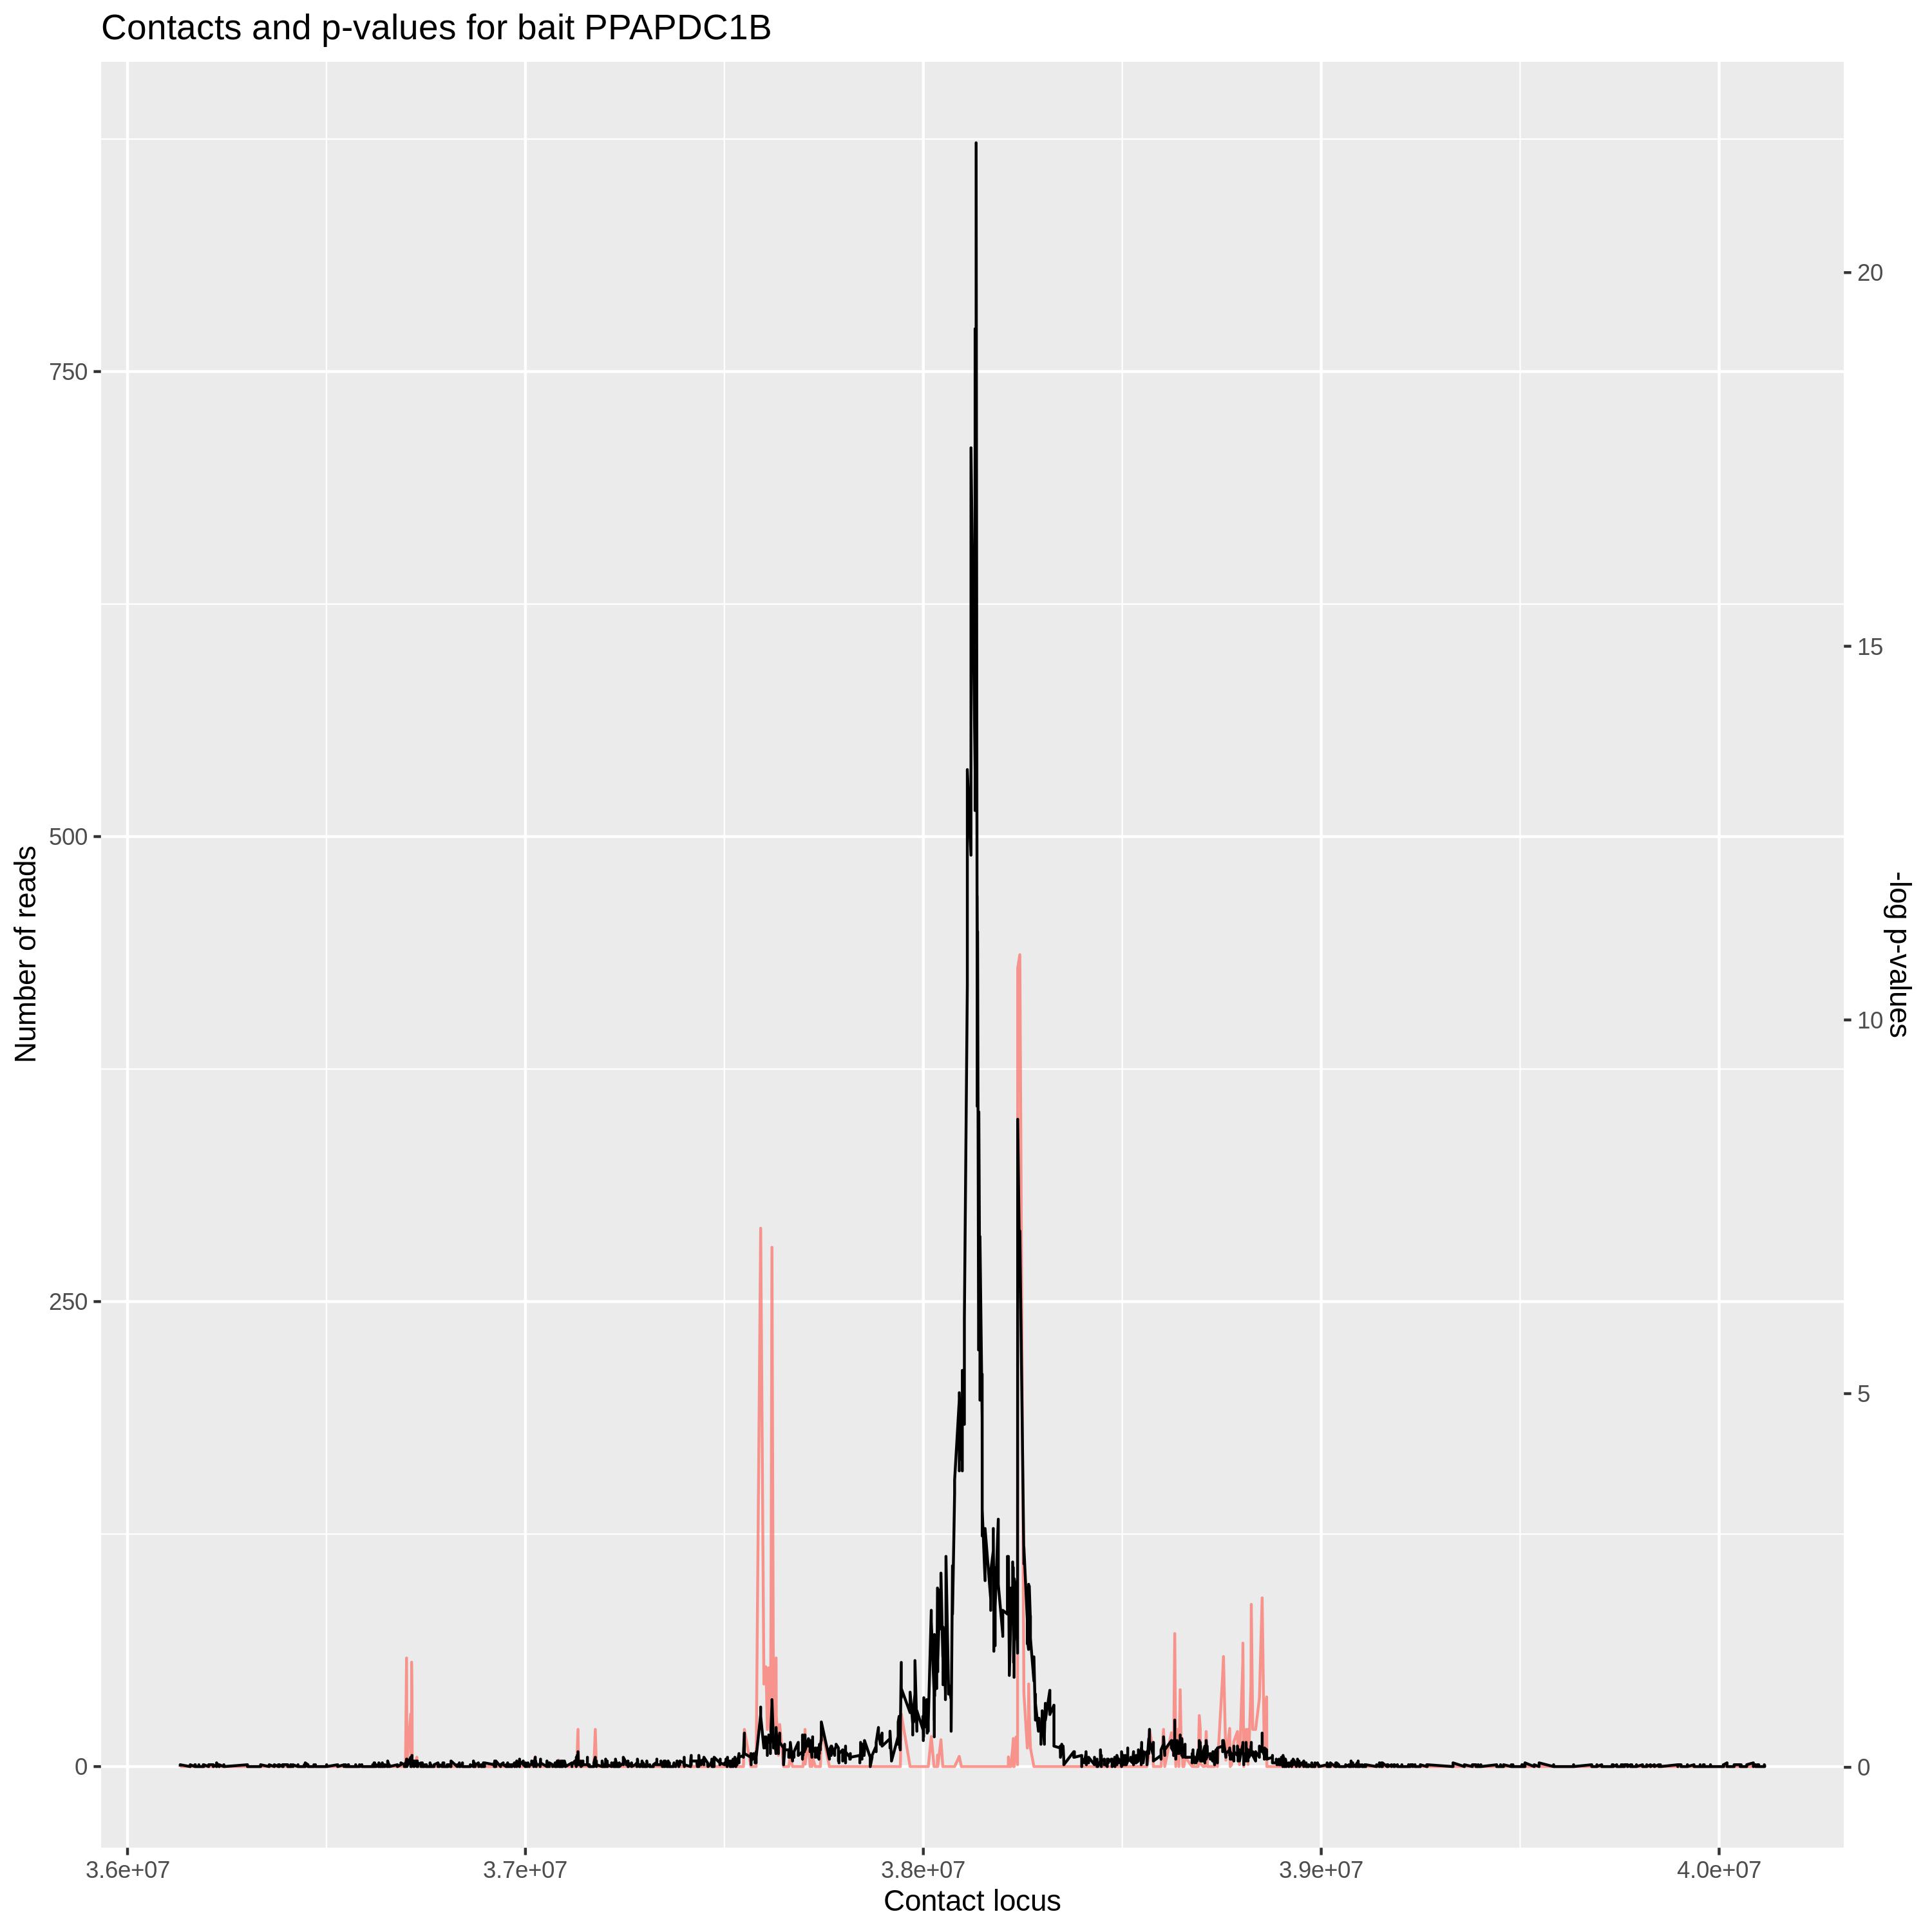 Contacts and p-values for bait PPAPDC1B
Number of reads
750
500
250
0
20
15
10
5
0
-log p-values
3.6e+07 3.7e+07 3.8e+07 3.9e+07 4.0e+07
Contact locus